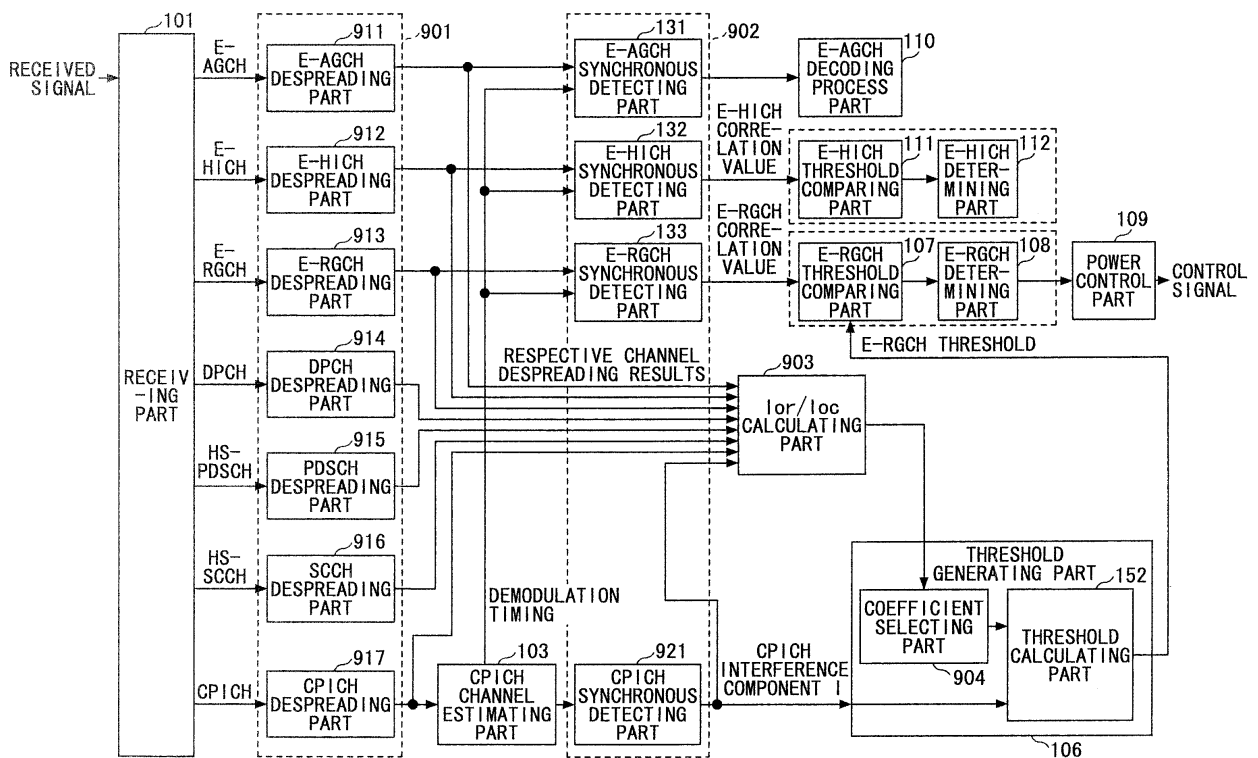 101
RECEIVED
SIGNAL
RECEIV
-ING PART
E-
AGCH
E-
HICH
E-
RGCH
DPCH
HS-
PDSCH
HS-
SCCH
CPICH
901
911
E-AGCH
DESPREADING
PART
912
E-HICH
DESPREADING
PART
913
E-RGCH
DESPREADING
PART
914
DPCH
DESPREADING
PART
915
PDSCH
DESPREADING
PART
916
SCCH
DESPREADING
PART
917
CPICH
DESPREADING
PART
103
CPICH
CHANNEL
ESTIMATING
PART
DEMODULATION
TIMING
902
131
E-AGCH
SYNCHRONOUS
DETECTING
PART
132
E-HICH
SYNCHRONOUS
DETECTING
PART
133
E-RGCH
SYNCHRONOUS
DETECTING
PART
RESPECTIVE CHANNEL
DESPREADING RESULTS
921
CPICH
SYNCHRONOUS
DETECTING
PART
110
E-AGCH
DECODING
PROCESS
PART
E-HICH
CORRE-
LATION
VALUE
111
E-HICH
THRESHOLD
COMPARING
PART
112
E-HICH
DETER-
MINING
PART
E-RGCH
CORRE-
LATION
VALUE
107
E-RGCH
THRESHOLD
COMPARING
PART
108
E-RGCH
DETER-
MINING
PART
109
POWER
CONTROL
PART
CONTROL
SIGNAL
E-RGCH THRESHOLD
903
Ior/Ioc
CALCULATING
PART
CPICH
INTERFERENCE
COMPONENT I
THRESHOLD
GENERATING PART
COEFFICIENT
SELECTING
PART
904
152
THRESHOLD
CALCULATING
PART
106